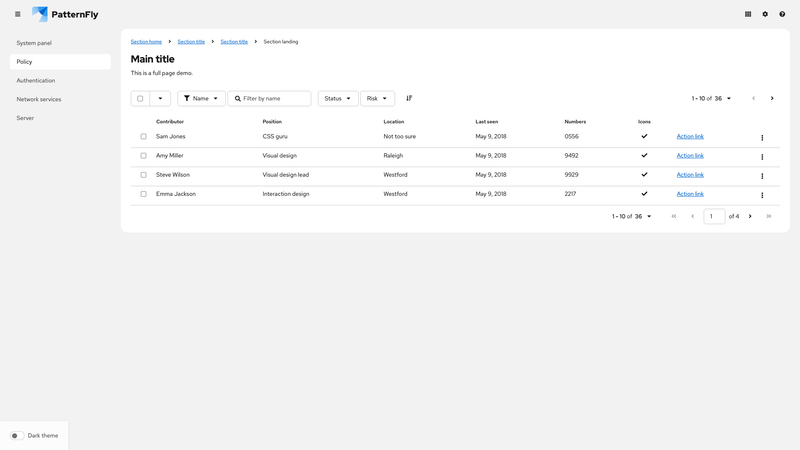 PatternFly
System panel
Policy
Authentication
Network services
Server
Section home Section title Section title Section landing
Main title
This is a full page demo.
Name Filter by name Status Risk 1 - 10 of 36
Contributor Position Location Last seen Numbers Icons
Sam Jones CSS guru Not too sure May 9, 2018 0556 Action link
Amy Miller Visual design Raleigh May 9, 2018 9492 Action link
Steve Wilson Visual design lead Westford May 9, 2018 9929 Action link
Emma Jackson Interaction design Westford May 9, 2018 2217 Action link
1 - 10 of 36 1 of 4
Dark theme